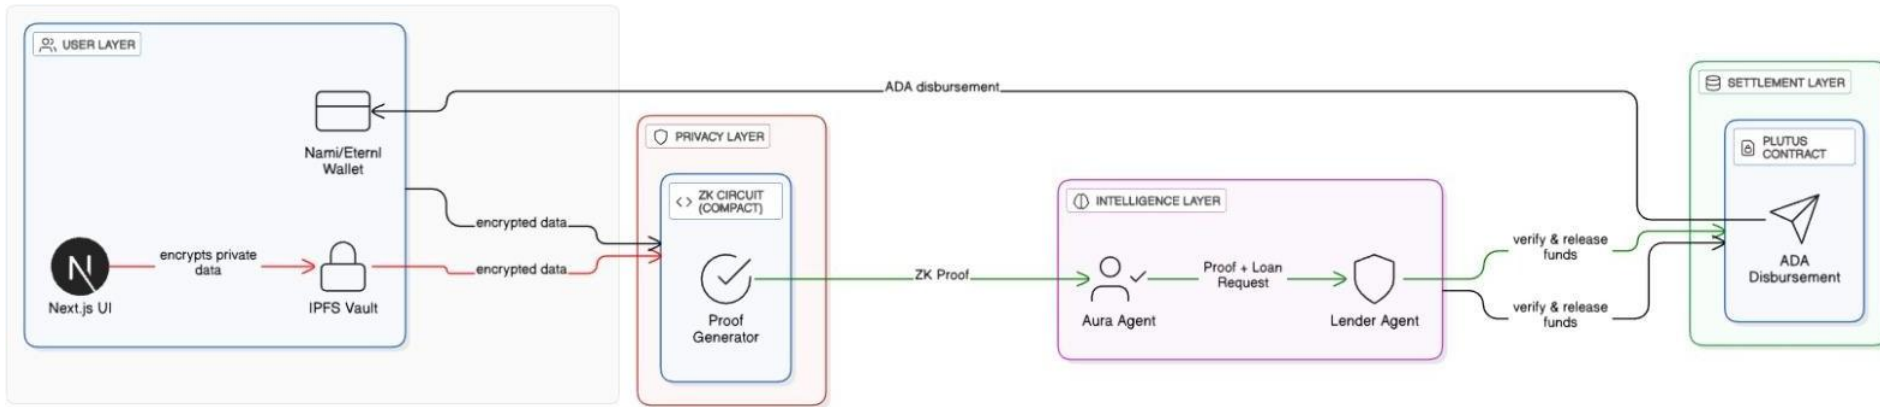 USER LAYER
Nami/Eternl
Wallet
N
Next.js UI
encrypts private
data
IPFS Vault
encrypted data
encrypted data
ADA disbursement
PRIVACY LAYER
ZK CIRCUIT
(COMPACT)
Proof
Generator
ZK Proof
INTELLIGENCE LAYER
Aura Agent
Proof + Loan
Request
Lender Agent
verify & release
funds
verify & release
funds
SETTLEMENT LAYER
PLUTUS
CONTRACT
ADA
Disbursement